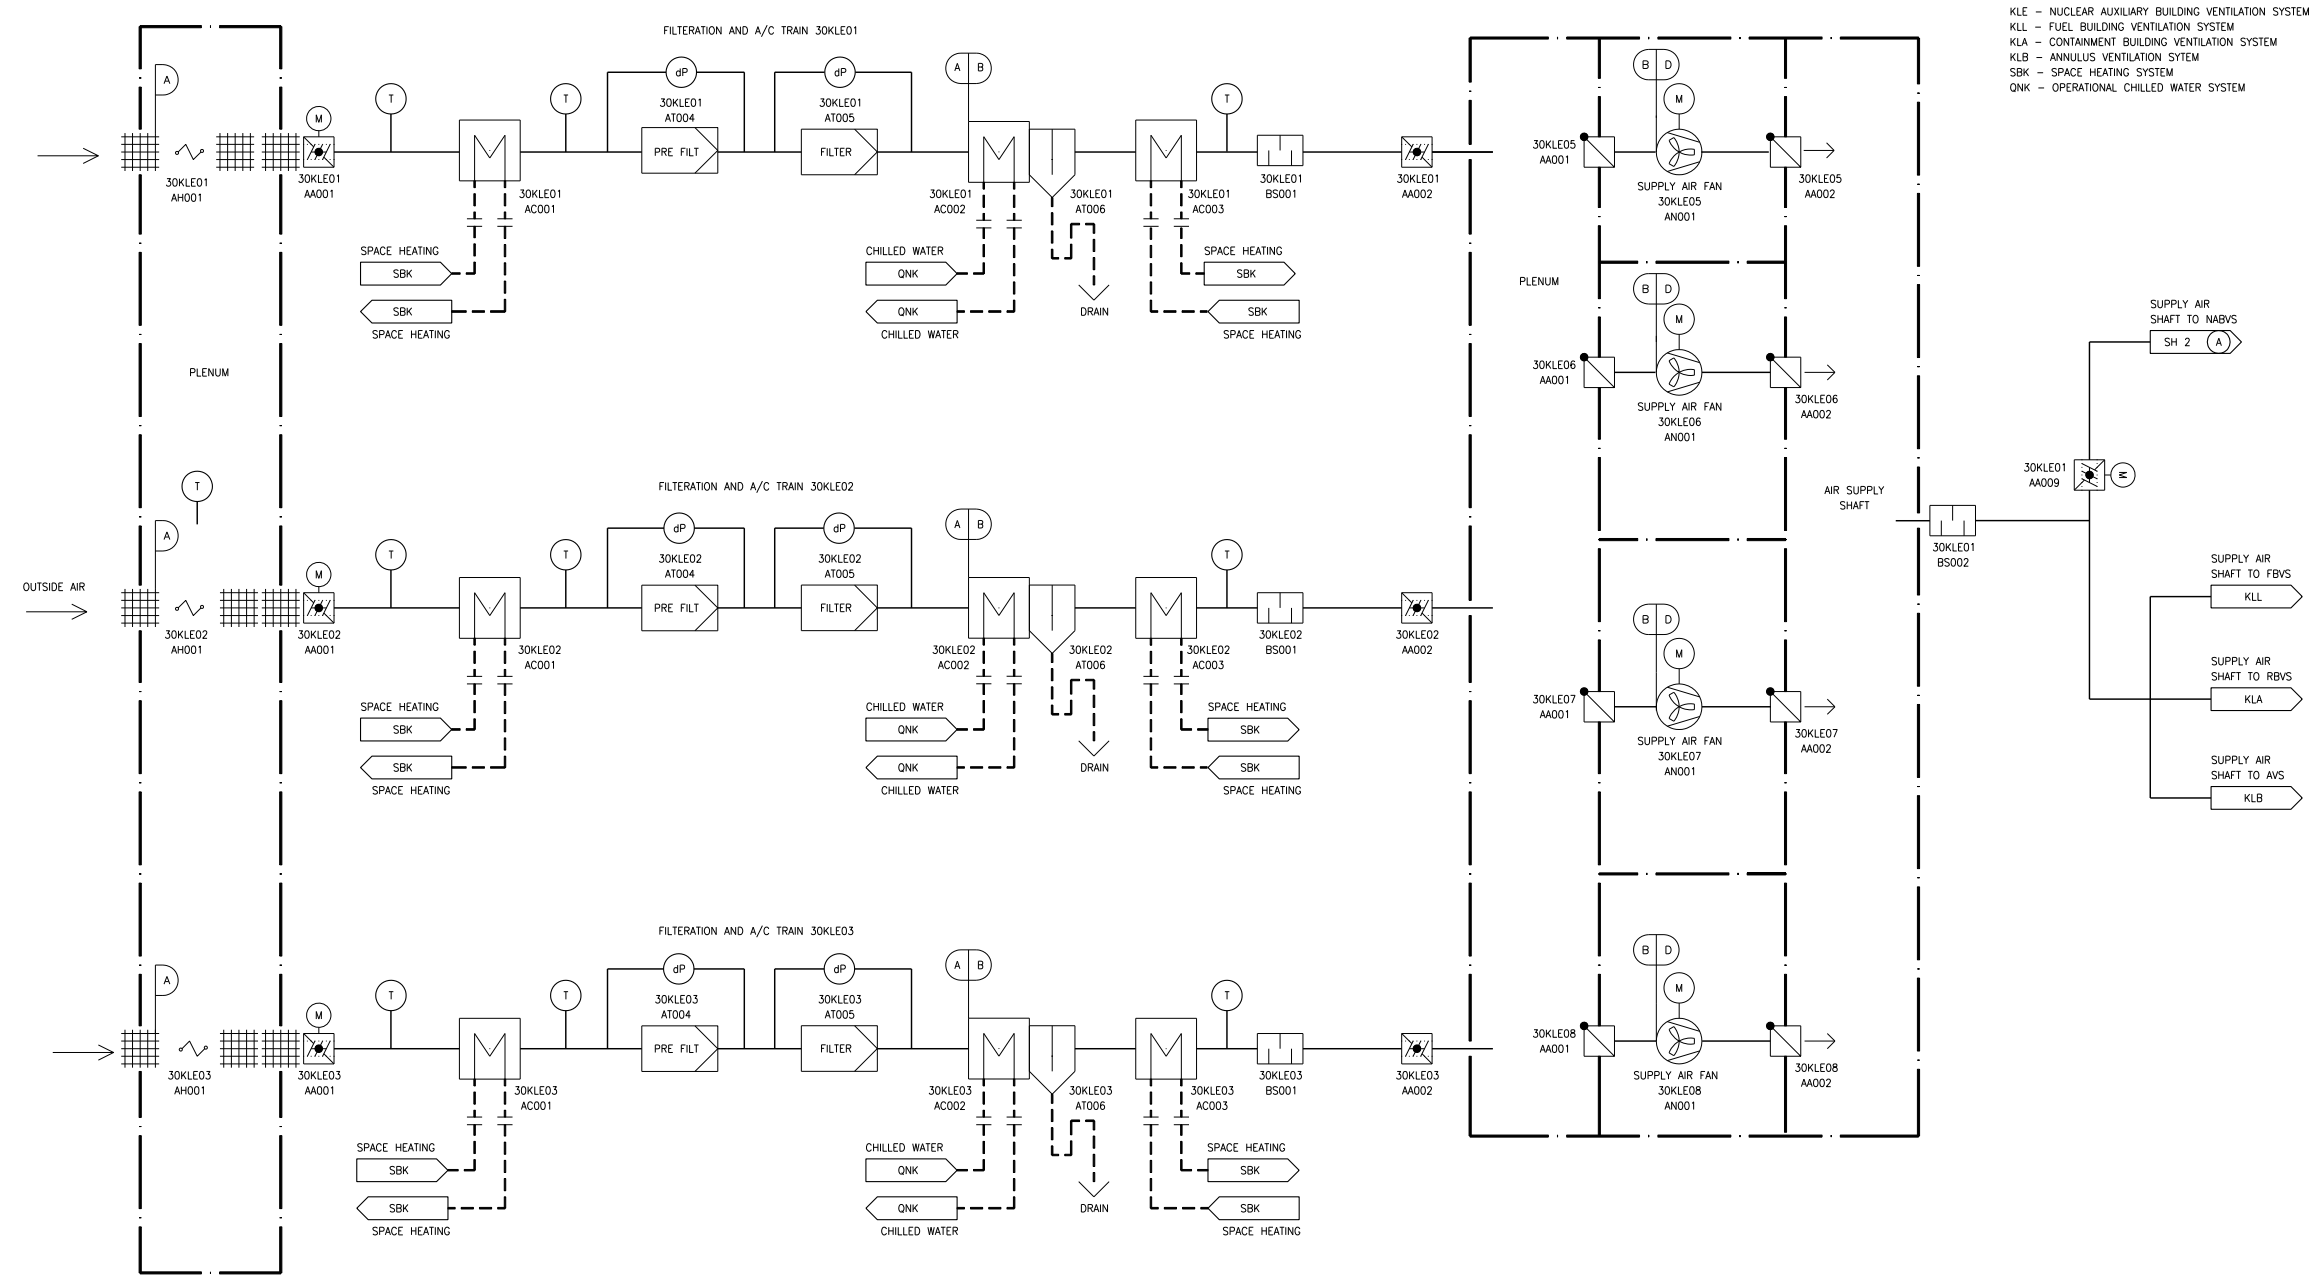 KLE – NUCLEAR AUXILIARY BUILDING VENTILATION SYSTEM
KLL – FUEL BUILDING VENTILATION SYSTEM
KLA – CONTAINMENT BUILDING VENTILATION SYSTEM
KLB – ANNULUS VENTILATION SYTEM
SBK – SPACE HEATING SYSTEM
QNK – OPERATIONAL CHILLED WATER SYSTEM
FILTERATION AND A/C TRAIN 30KLE01
A
M
T
T
dP
dP
A B
T
30KLE01
AT004
30KLE01
AT005
PRE FILT
FILTER
30KLE01
AH001
30KLE01
AA001
30KLE01
AC001
30KLE01
AC002
30KLE01
AT006
30KLE01
AC003
30KLE01
BS001
30KLE01
AA002
SPACE HEATING
SBK
SBK
SPACE HEATING
CHILLED WATER
QNK
QNK
CHILLED WATER
DRAIN
SPACE HEATING
SBK
SBK
SPACE HEATING
PLENUM
FILTERATION AND A/C TRAIN 30KLE02
OUTSIDE AIR
T
A
M
T
T
dP
dP
A B
T
30KLE02
AT004
30KLE02
AT005
PRE FILT
FILTER
30KLE02
AH001
30KLE02
AA001
30KLE02
AC001
30KLE02
AC002
30KLE02
AT006
30KLE02
AC003
30KLE02
BS001
30KLE02
AA002
SPACE HEATING
SBK
SBK
SPACE HEATING
CHILLED WATER
QNK
QNK
CHILLED WATER
DRAIN
SPACE HEATING
SBK
SBK
SPACE HEATING
FILTERATION AND A/C TRAIN 30KLE03
A
M
T
T
dP
dP
A B
T
30KLE03
AT004
30KLE03
AT005
PRE FILT
FILTER
30KLE03
AH001
30KLE03
AA001
30KLE03
AC001
30KLE03
AC002
30KLE03
AT006
30KLE03
AC003
30KLE03
BS001
30KLE03
AA002
SPACE HEATING
SBK
SBK
SPACE HEATING
CHILLED WATER
QNK
QNK
CHILLED WATER
DRAIN
SPACE HEATING
SBK
SBK
SPACE HEATING
PLENUM
B D
M
30KLE05
AA001
SUPPLY AIR FAN
30KLE05
AN001
30KLE05
AA002
B D
M
30KLE06
AA001
SUPPLY AIR FAN
30KLE06
AN001
30KLE06
AA002
B D
M
30KLE07
AA001
SUPPLY AIR FAN
30KLE07
AN001
30KLE07
AA002
B D
M
30KLE08
AA001
SUPPLY AIR FAN
30KLE08
AN001
30KLE08
AA002
AIR SUPPLY
SHAFT
30KLE01
BS002
30KLE01
AA009
M
SUPPLY AIR
SHAFT TO NABVS
SH 2 A
SUPPLY AIR
SHAFT TO FBVS
KLL
SUPPLY AIR
SHAFT TO RBVS
KLA
SUPPLY AIR
SHAFT TO AVS
KLB